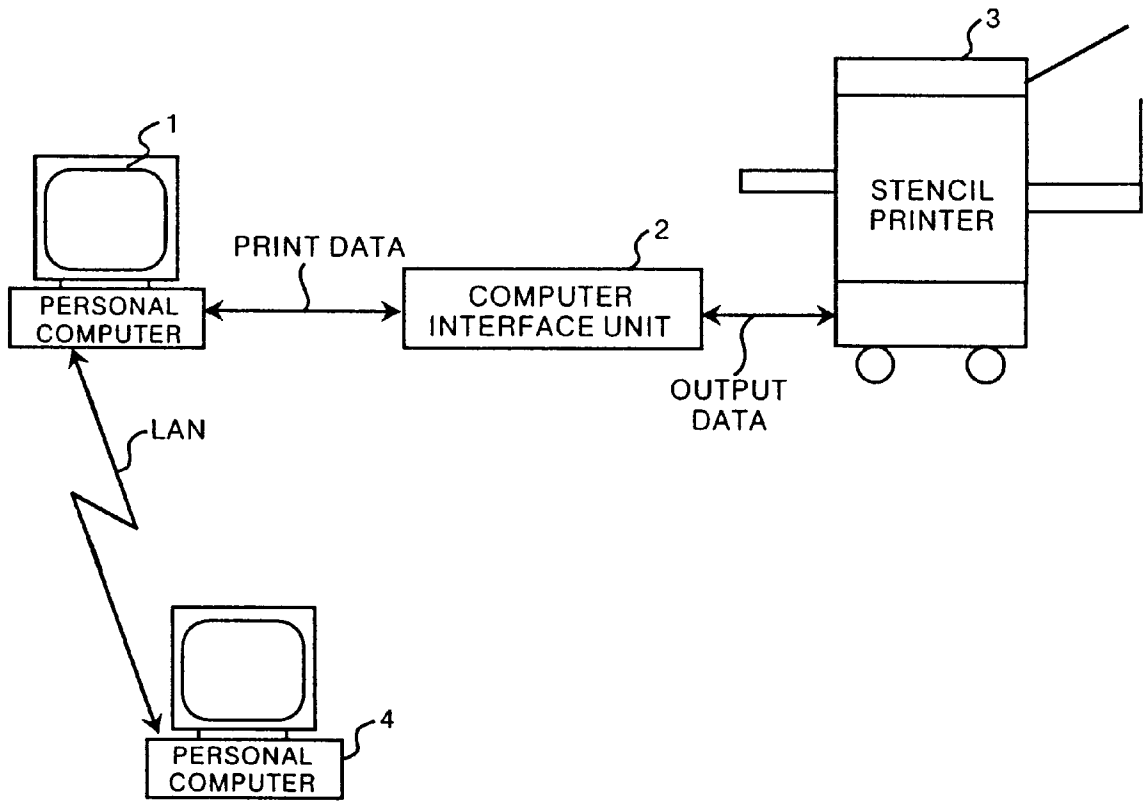 3
1
STENCIL
PRINTER
2
PRINT DATA
COMPUTER
INTERFACE UNIT
PERSONAL
COMPUTER
OUTPUT
DATA
LAN
4
PERSONAL
COMPUTER